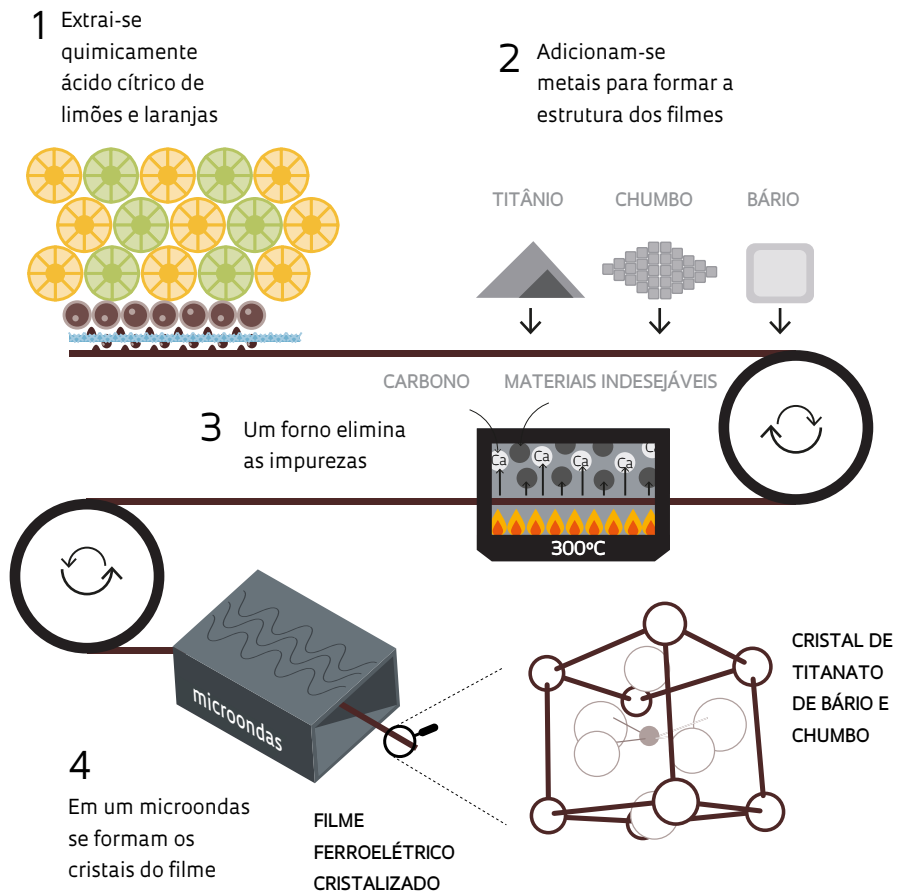 1
Extrai-se
quimicamente
ácido cítrico de
limões e laranjas
2
Adicionam-se
metais para formar a
estrutura dos filmes
TITÂNIO
CHUMBO
BÁRIO
CARBONO
MATERIAIS INDESEJÁVEIS
3
Um forno elimina
as impurezas
Ca
Ca
Ca
Ca
C
300ºC
microondas
4
Em um microondas
se formam os
cristais do filme
FILME
FERROELÉTRICO
CRISTALIZADO
CRISTAL DE
TITANATO
DE BÁRIO E
CHUMBO